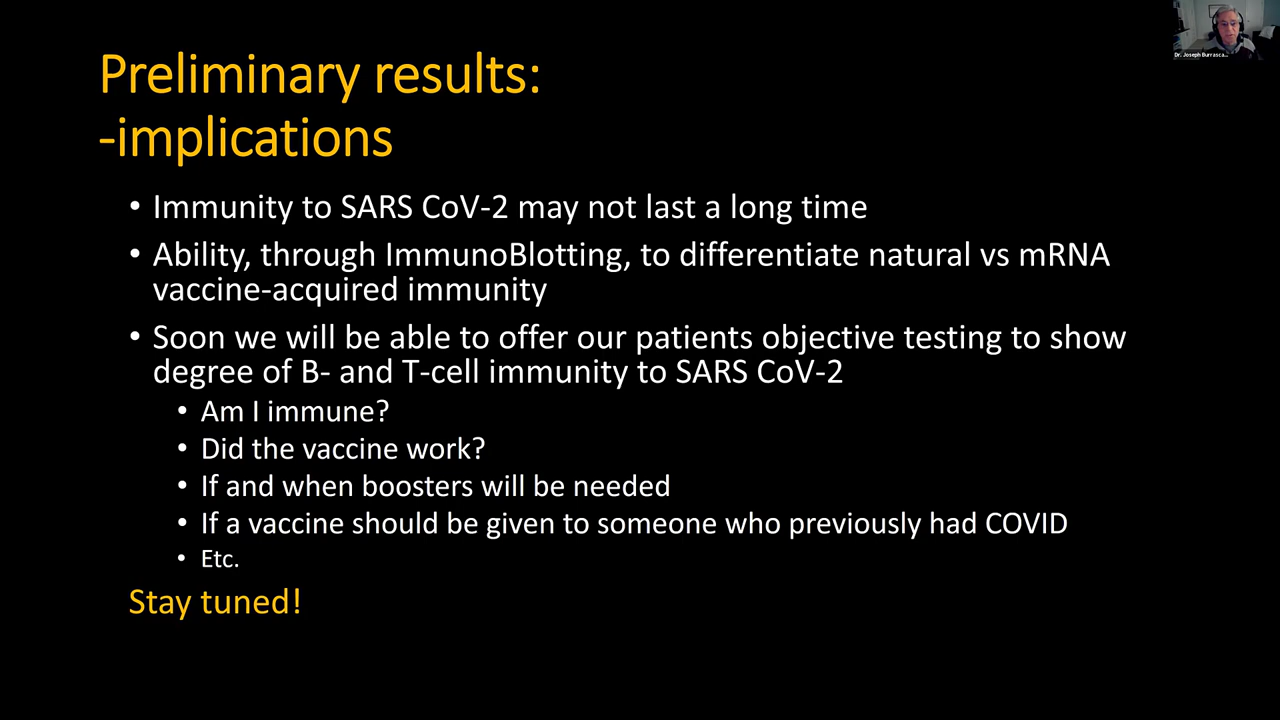 Preliminary results:
-implications
• Immunity to SARS CoV-2 may not last a long time
• Ability, through ImmunoBlotting, to differentiate natural vs mRNA
vaccine-acquired immunity
• Soon we will be able to offer our patients objective testing to show
degree of B- and T-cell immunity to SARS CoV-2
• Am I immune?
• Did the vaccine work?
• If and when boosters will be needed
• If a vaccine should be given to someone who previously had COVID
• Etc.
Stay tuned!
Dr. Joseph Burrasca...